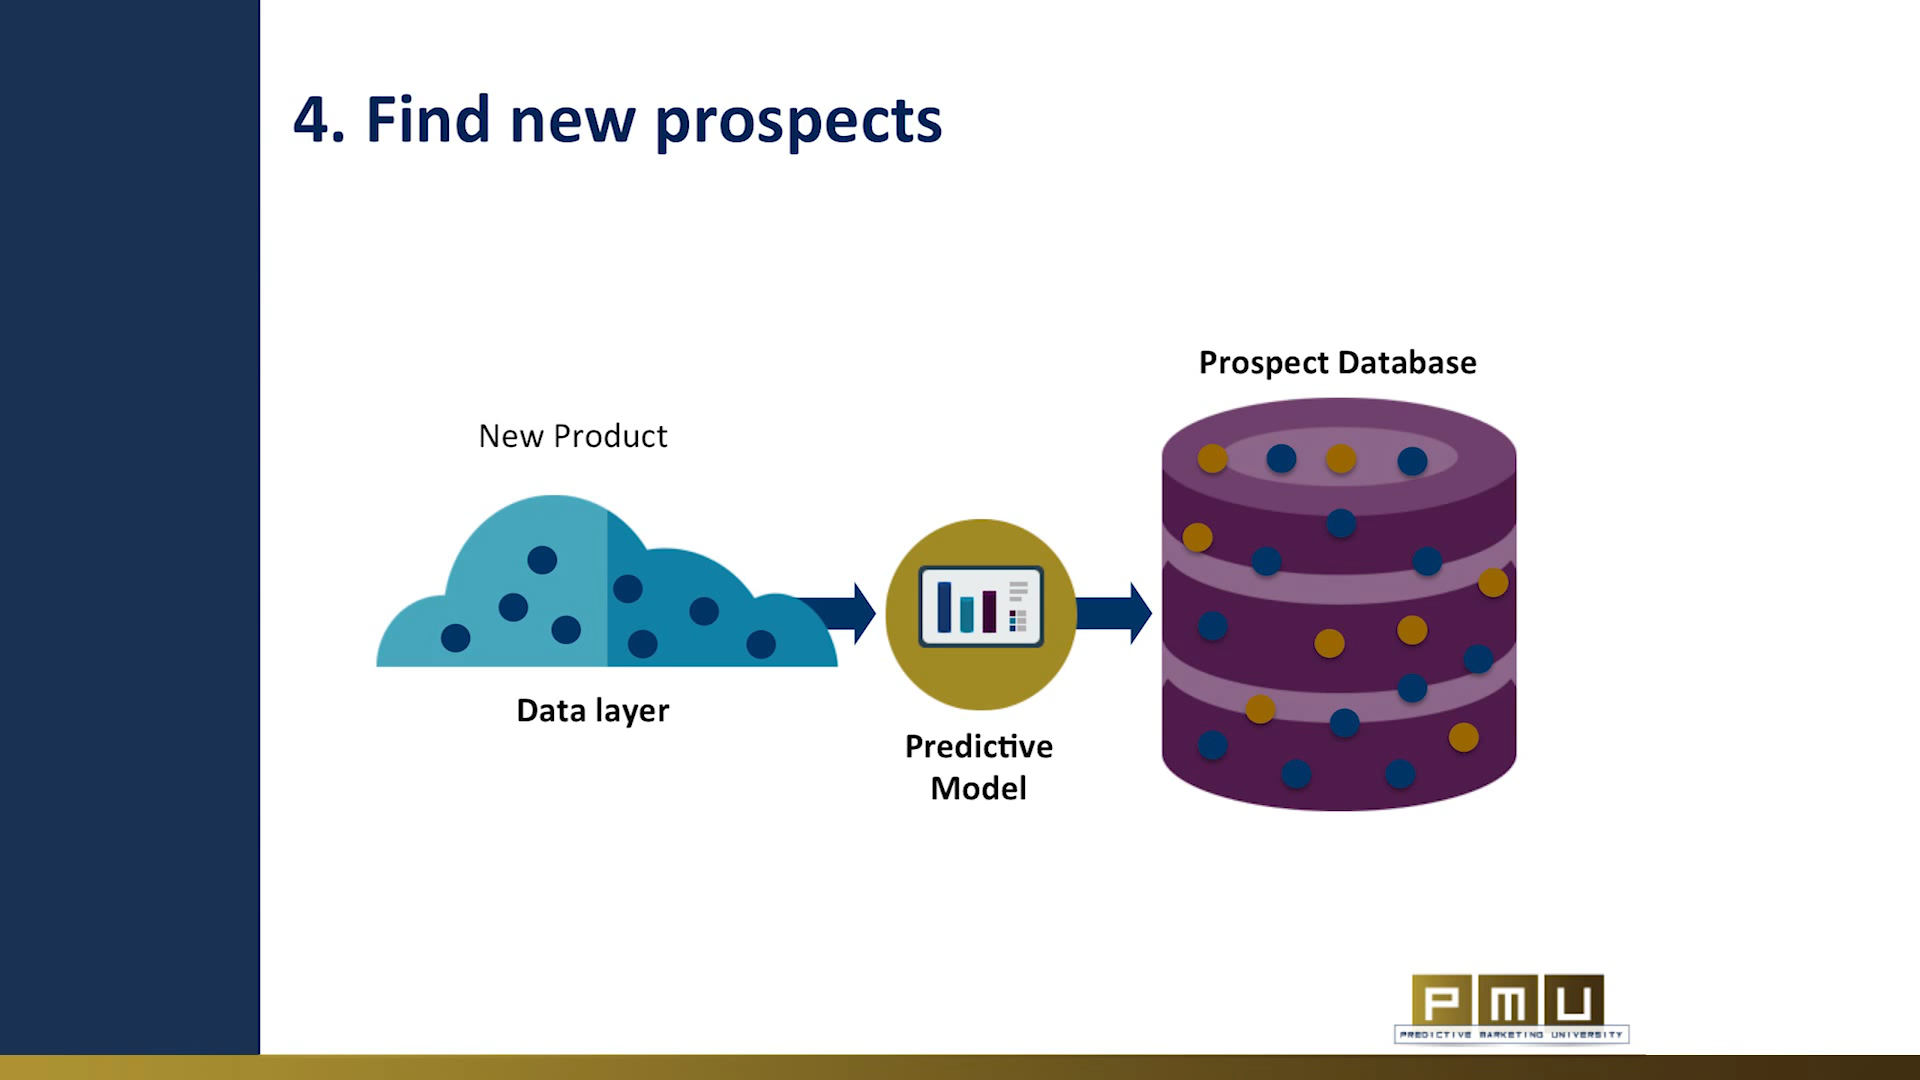 4. Find new prospects
Prospect Database
New Product
Data layer
Predictive
Model
PMU
PREDICTIVE MARKETING UNIVERSITY